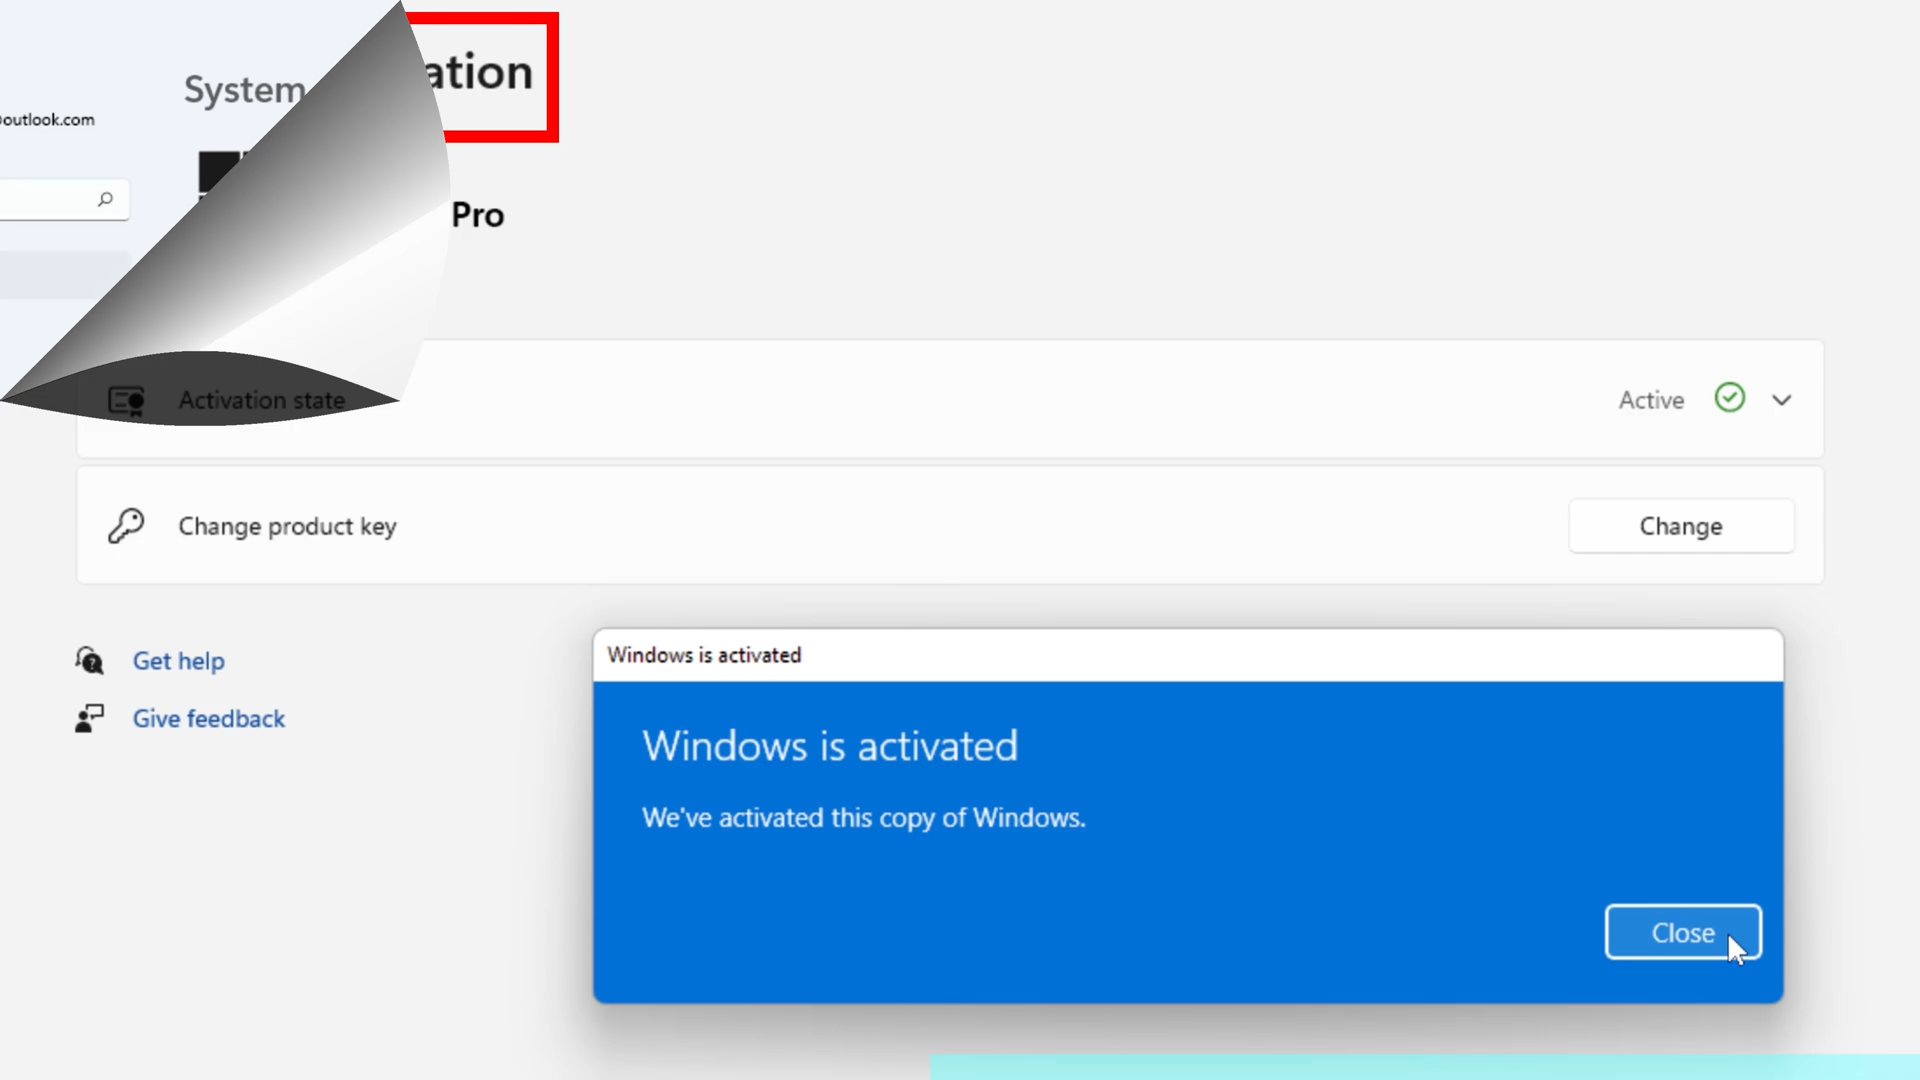 System
ation
outlook.com
Pro
Activation state
Active
Change product key
Change
Get help
Give feedback
Windows is activated
Windows is activated
We've activated this copy of Windows.
Close